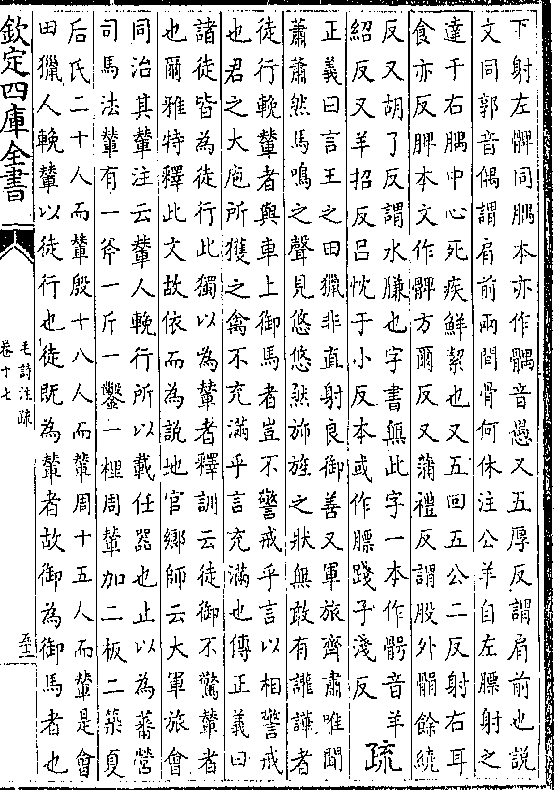 下射左髀同腢本亦作髃音愚又五厚反謂肩前也說
文同郭音偶謂肩前兩間骨何休注公羊自左膘射之
達于右腢中心死疾鮮絜也又五回五公二反射右耳
食亦反脾本文作髀方爾反又蒲禮反謂股外髃餘繞
反又胡了反謂水膁也字書無此字一本作髇音羊
紹反又羊招反呂忱于小反本或作膘踐子淺反 疏
正義曰言王之田獵非直射良御善又軍旅齊肅唯聞
蕭蕭然馬鳴之聲見悠悠然旆旌之狀無敢有讙譁者
徒行輓輦者與車上御馬者豈不警戒乎言以相警戒
也君之大庖所獲之禽不充滿乎言充滿也傳正義曰
諸徒皆為徒行此獨以為輦者釋訓云徒御不驚輦者
也爾雅特釋此文故依而為說地官鄉師云大軍旅會
同治其輦注云輦人輓行所以載任器也止以為蕃營
司馬法輦有一斧一斤一鑿一梩周輦加二板二築夏
后氏二十人而輦殷十八人而輦周十五人而輦是會
田獵人輓輦以徒行也徒既為輦者故御為御馬者也
欽定四庫全書
毛詩注疏
卷十七